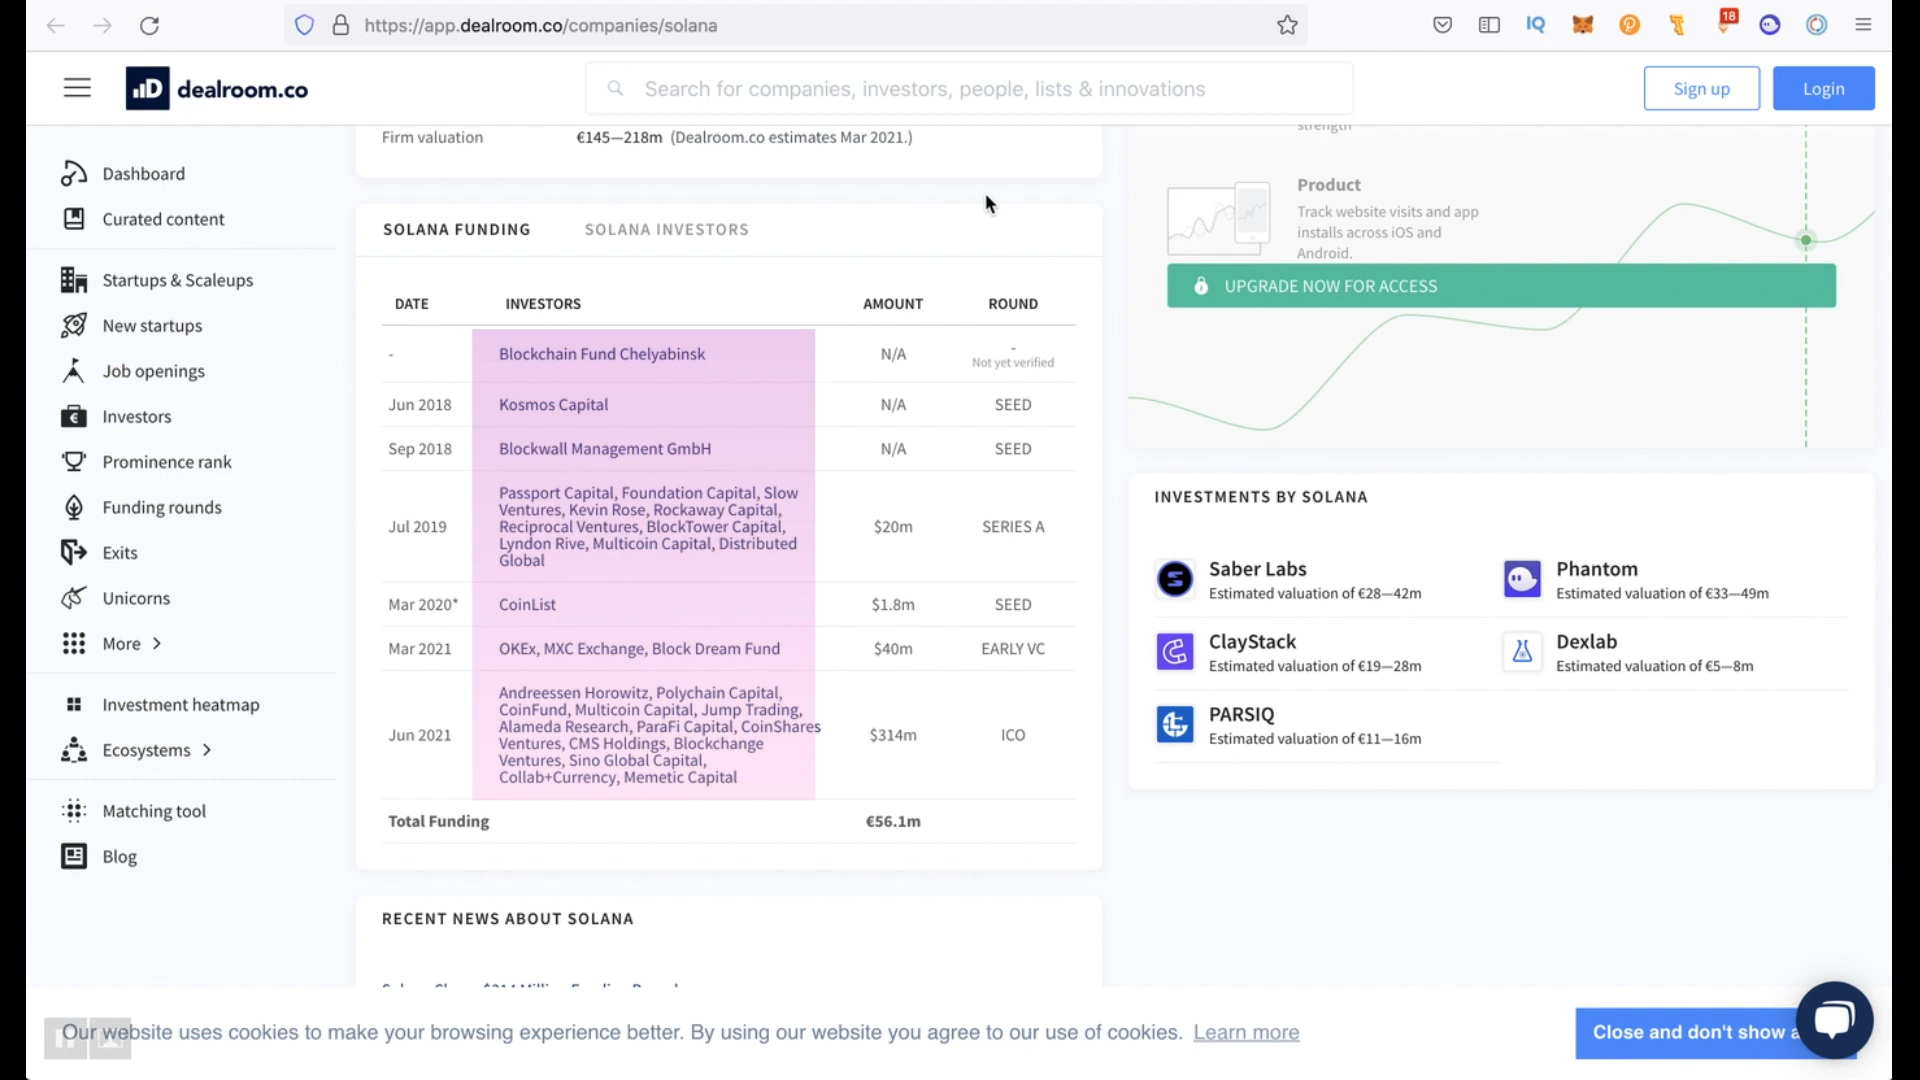 https://app.dealroom.co/companies/solana
IQ
18
dealroom.co
Search for companies, investors, people, lists & innovations
Sign up
Login
Dashboard
Curated content
Startups & Scaleups
New startups
Job openings
Investors
Prominence rank
Funding rounds
Exits
Unicorns
More
Investment heatmap
Ecosystems
Matching tool
Blog
Firm valuation €145—218m (Dealroom.co estimates Mar 2021.)
SOLANA FUNDING SOLANA INVESTORS
DATE INVESTORS AMOUNT ROUND
- Blockchain Fund Chelyabinsk N/A -
Not yet verified
Jun 2018 Kosmos Capital N/A SEED
Sep 2018 Blockwall Management GmbH N/A SEED
Passport Capital, Foundation Capital, Slow
Ventures, Kevin Rose, Rockaway Capital,
Jul 2019 Reciprocal Ventures, BlockTower Capital, $20m SERIES A
Lyndon Rive, Multicoin Capital, Distributed
Global
Mar 2020* CoinList $1.8m SEED
Mar 2021 OKEx, MXC Exchange, Block Dream Fund $40m EARLY VC
Andreessen Horowitz, Polychain Capital,
CoinFund, Multicoin Capital, Jump Trading,
Alameda Research, ParaFi Capital, CoinShares
Jun 2021 Ventures, CMS Holdings, Blockchange $314m ICO
Ventures, Sino Global Capital,
Collab+Currency, Memetic Capital
Total Funding €56.1m
RECENT NEWS ABOUT SOLANA
strength
Product
Track website visits and app
installs across iOS and
Android.
UPGRADE NOW FOR ACCESS
INVESTMENTS BY SOLANA
Saber Labs
Estimated valuation of €28—42m
Phantom
Estimated valuation of €33—49m
ClayStack
Estimated valuation of €19—28m
Dexlab
Estimated valuation of €5—8m
PARSIQ
Estimated valuation of €11—16m
Our website uses cookies to make your browsing experience better. By using our website you agree to our use of cookies. Learn more
Close and don't show a